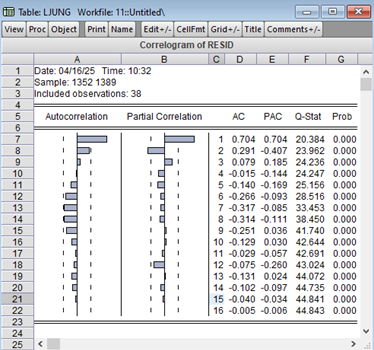 Table: LJUNG Workfile: 11::Untitled\
View Proc Object Print Name Edit+/- CellFmt Grid+/- Title Comments+/-
Correlogram of RESID
A B C D E F G
1 Date: 04/16/25 Time: 10:32
2 Sample: 1352 1389
3 Included observations: 38
4
5 Autocorrelation Partial Correlation AC PAC Q-Stat Prob
6
7 1 0.704 0.704 20.384 0.000
8 2 0.291 -0.407 23.962 0.000
9 3 0.079 0.185 24.236 0.000
10 4 -0.015 -0.144 24.247 0.000
11 5 -0.140 -0.169 25.156 0.000
12 6 -0.266 -0.093 28.516 0.000
13 7 -0.317 -0.085 33.453 0.000
14 8 -0.314 -0.111 38.450 0.000
15 9 -0.251 0.036 41.740 0.000
16 10 -0.129 0.030 42.644 0.000
17 11 -0.029 -0.057 42.691 0.000
18 12 -0.075 -0.260 43.024 0.000
19 13 -0.131 0.024 44.072 0.000
20 14 -0.102 -0.097 44.735 0.000
21 15 -0.040 -0.034 44.841 0.000
22 16 -0.005 -0.006 44.843 0.000
23
24
25